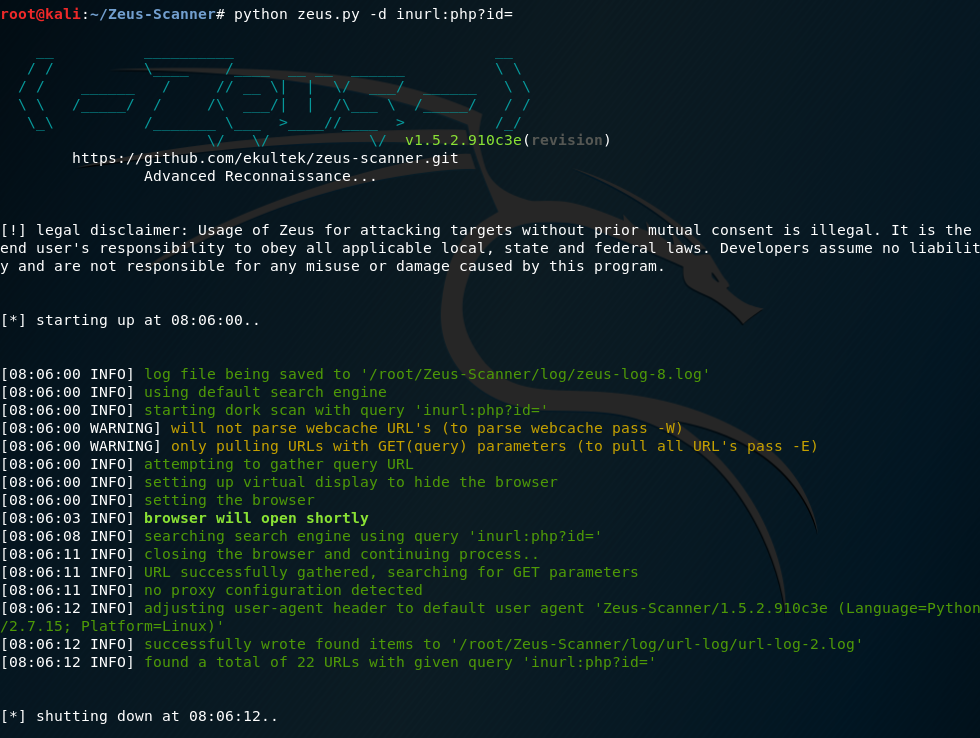 root@kali:~/Zeus-Scanner# python zeus.py -d inurl:php?id=
v1.5.2.910c3e(revision)
https://github.com/ekultek/zeus-scanner.git
Advanced Reconnaissance...
[!] legal disclaimer: Usage of Zeus for attacking targets without prior mutual consent is illegal. It is the
end user's responsibility to obey all applicable local, state and federal laws. Developers assume no liabilit
y and are not responsible for any misuse or damage caused by this program.
[*] starting up at 08:06:00..
[08:06:00 INFO] log file being saved to '/root/Zeus-Scanner/log/zeus-log-8.log'
[08:06:00 INFO] using default search engine
[08:06:00 INFO] starting dork scan with query 'inurl:php?id='
[08:06:00 WARNING] will not parse webcache URL's (to parse webcache pass -W)
[08:06:00 WARNING] only pulling URLs with GET(query) parameters (to pull all URL's pass -E)
[08:06:00 INFO] attempting to gather query URL
[08:06:00 INFO] setting up virtual display to hide the browser
[08:06:00 INFO] setting the browser
[08:06:03 INFO] browser will open shortly
[08:06:08 INFO] searching search engine using query 'inurl:php?id='
[08:06:11 INFO] closing the browser and continuing process..
[08:06:11 INFO] URL successfully gathered, searching for GET parameters
[08:06:11 INFO] no proxy configuration detected
[08:06:12 INFO] adjusting user-agent header to default user agent 'Zeus-Scanner/1.5.2.910c3e (Language=Python
/2.7.15; Platform=Linux)'
[08:06:12 INFO] successfully wrote found items to '/root/Zeus-Scanner/log/url-log/url-log-2.log'
[08:06:12 INFO] found a total of 22 URLs with given query 'inurl:php?id='
[*] shutting down at 08:06:12..